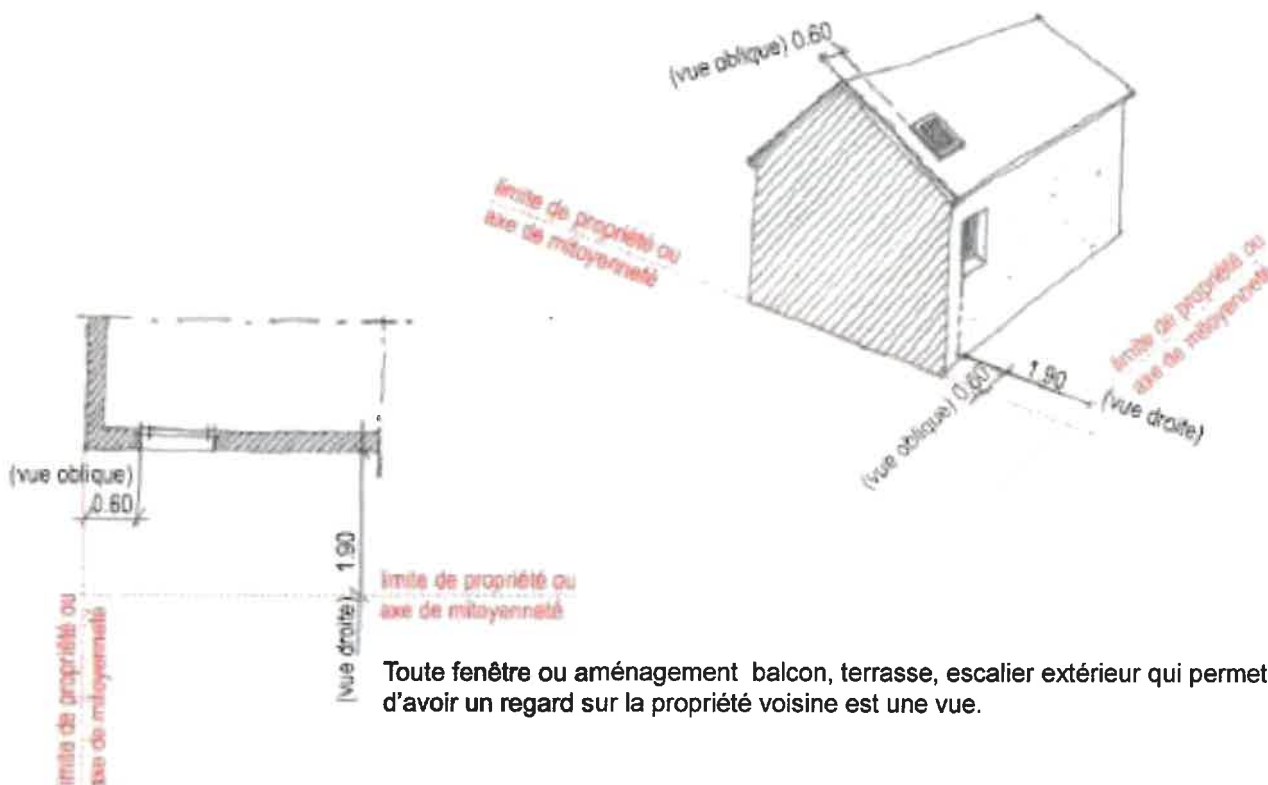 (vue oblique) 0.60
limite de propriété ou
axe de mitoyenneté
limite de propriété ou
axe de mitoyenneté
(vue oblique) 0.60
1.90
(vue droite)
(vue oblique)
0.60
(vue droite) 1.90
limite de propriété ou
axe de mitoyenneté
limite de propriété ou
axe de mitoyenneté
Toute fenêtre ou aménagement balcon, terrasse, escalier extérieur qui permet
d'avoir un regard sur la propriété voisine est une vue.